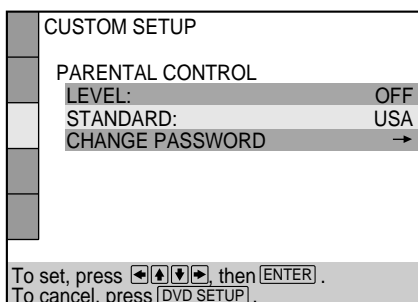 CUSTOM SETUP
PARENTAL CONTROL
LEVEL: OFF
STANDARD: USA
CHANGE PASSWORD →
To set, press ←↑↓→, then ENTER .
To cancel, press DVD SETUP .